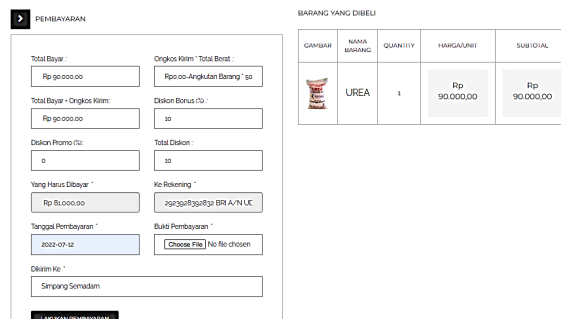 PEMBAYARAN
Total Bayar :
Ongkos Kirim * Total Berat :
Rp 90.000.00
Rp0.00-Angkutan Barang * 50
Total Bayar + Ongkos Kirim:
Diskon Bonus (%) :
Rp 90.000.00
10
Diskon Promo (%):
Total Diskon :
0
10
Yang Harus Dibayar *
Ke Rekening *
Rp 81.000,00
2923928392832 BRI A/N UD
Tanggal Pembayaran *
Bukti Pembayaran *
2022-07-12
Choose File No file chosen
Dikirim Ke *
Simpang Semadam
LAKUKAN PEMBAYARAN
BARANG YANG DIBELI
GAMBAR
NAMA BARANG
QUANTITY
HARGA/UNIT
SUBTOTAL
UREA
1
Rp
90.000,00
Rp
90.000,00